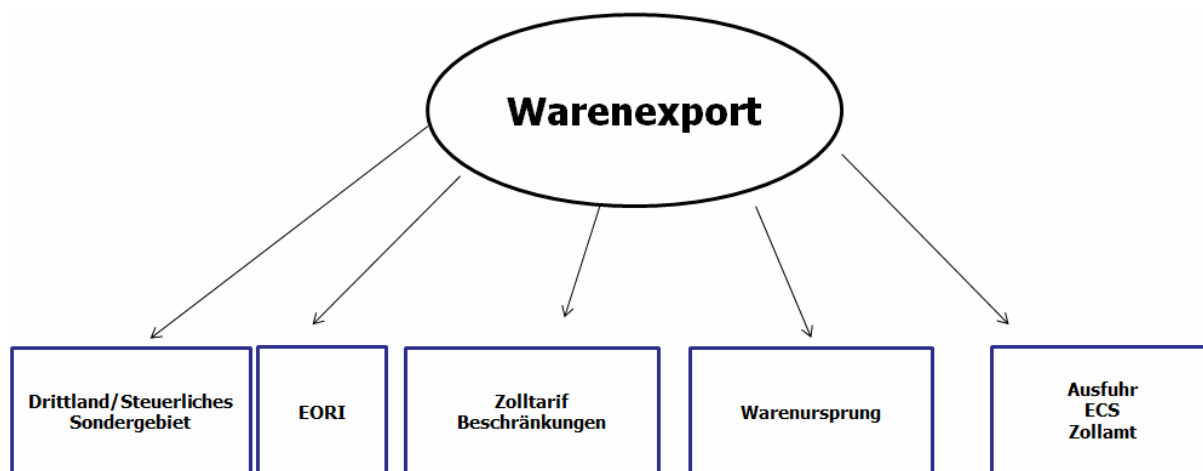 Warenexport
Drittland/Steuerliches
Sondergebiet
EORI
Zolltarif
Beschränkungen
Warenursprung
Ausfuhr
ECS
Zollamt